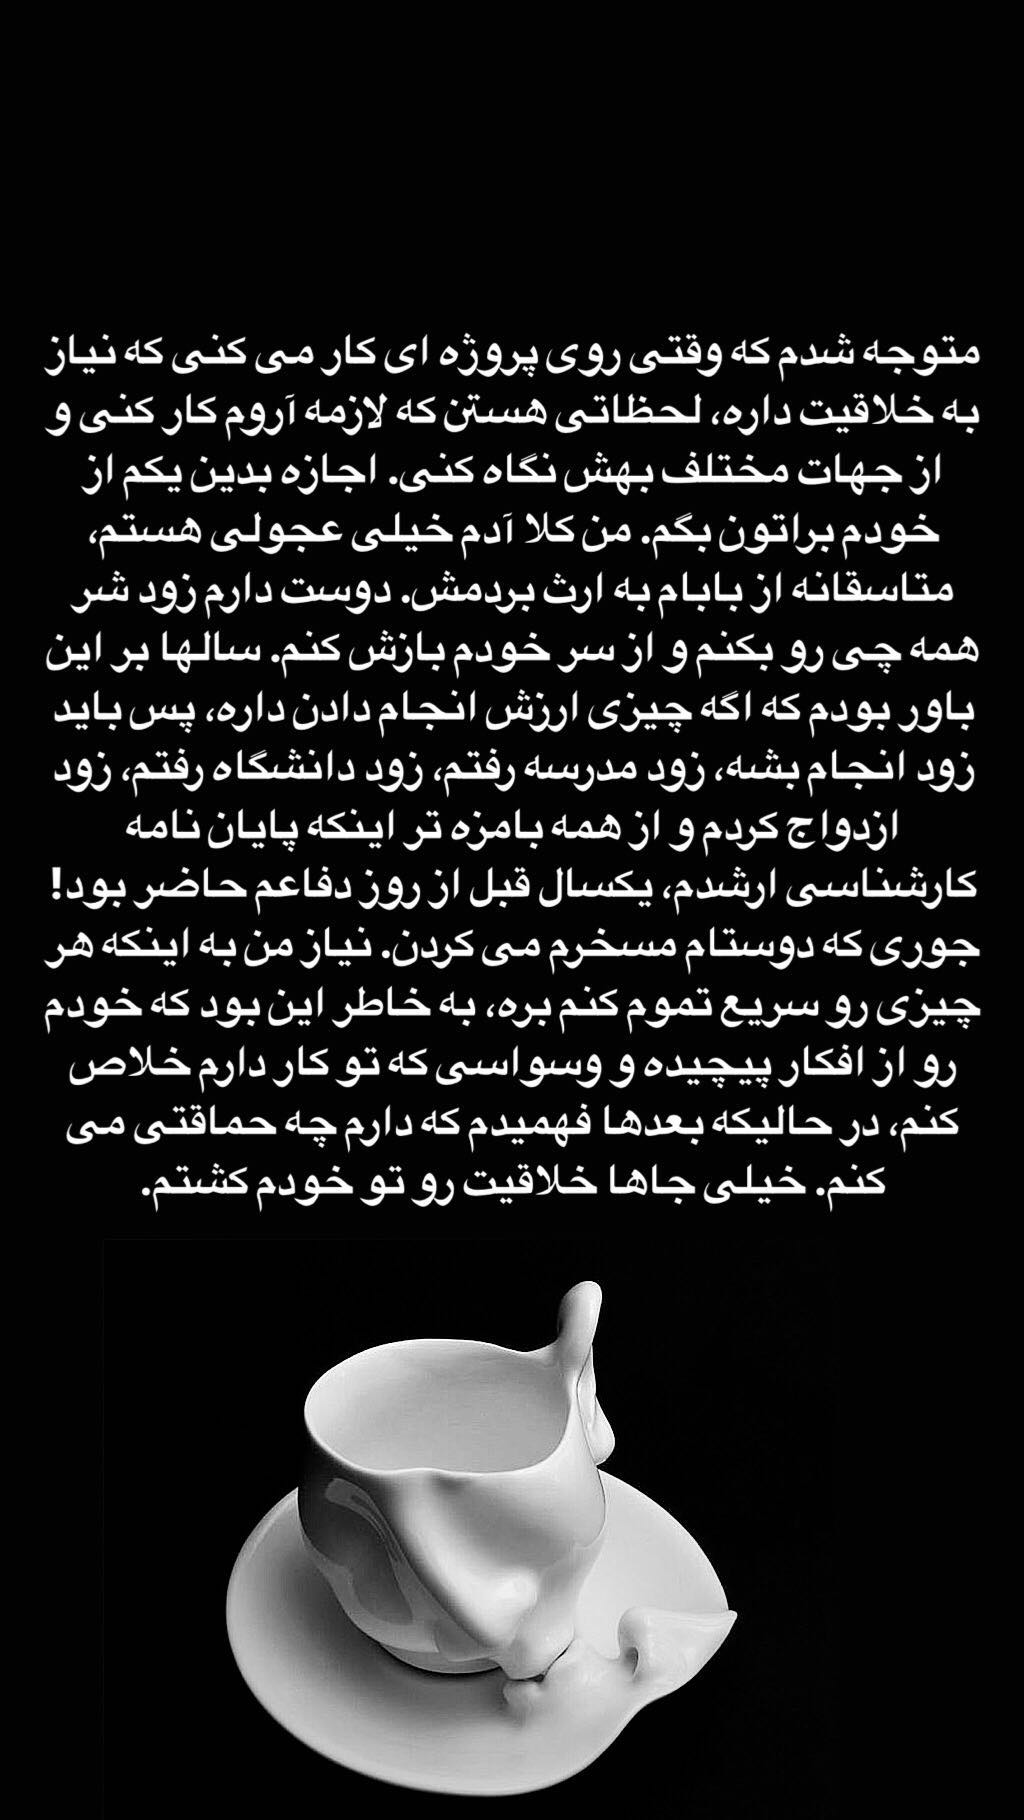 متوجه شدم که وقتی روی پروژه ای کار می کنی که نیاز
به خلاقیت داره، لحظاتی هستن که لازمه آروم کار کنی و
از جهات مختلف بهش نگاه کنی. اجازه بدین یکم از
خودم براتون بگم. من کلا آدم خیلی عجولی هستم،
متاسقانه از بابام به ارث بردمش. دوست دارم زود شر
همه چی رو بکنم و از سر خودم بازش کنم. سالها بر این
باور بودم که اگه چیزی ارزش انجام دادن داره، پس باید
زود انجام بشه، زود مدرسه رفتم، زود دانشگاه رفتم، زود
ازدواج کردم و از همه بامزه تر اینکه پایان نامه
کارشناسی ارشدم، یکسال قبل از روز دفاعم حاضر بود!
جوری که دوستام مسخرم می کردن. نیاز من به اینکه هر
چیزی رو سریع تموم کنم بره، به خاطر این بود که خودم
رو از افکار پیچیده و وسواسی که تو کار دارم خلاص
کنم، در حالیکه بعدها فهمیدم که دارم چه حماقتی می
کنم. خیلی جاها خلاقیت رو تو خودم کشتم.